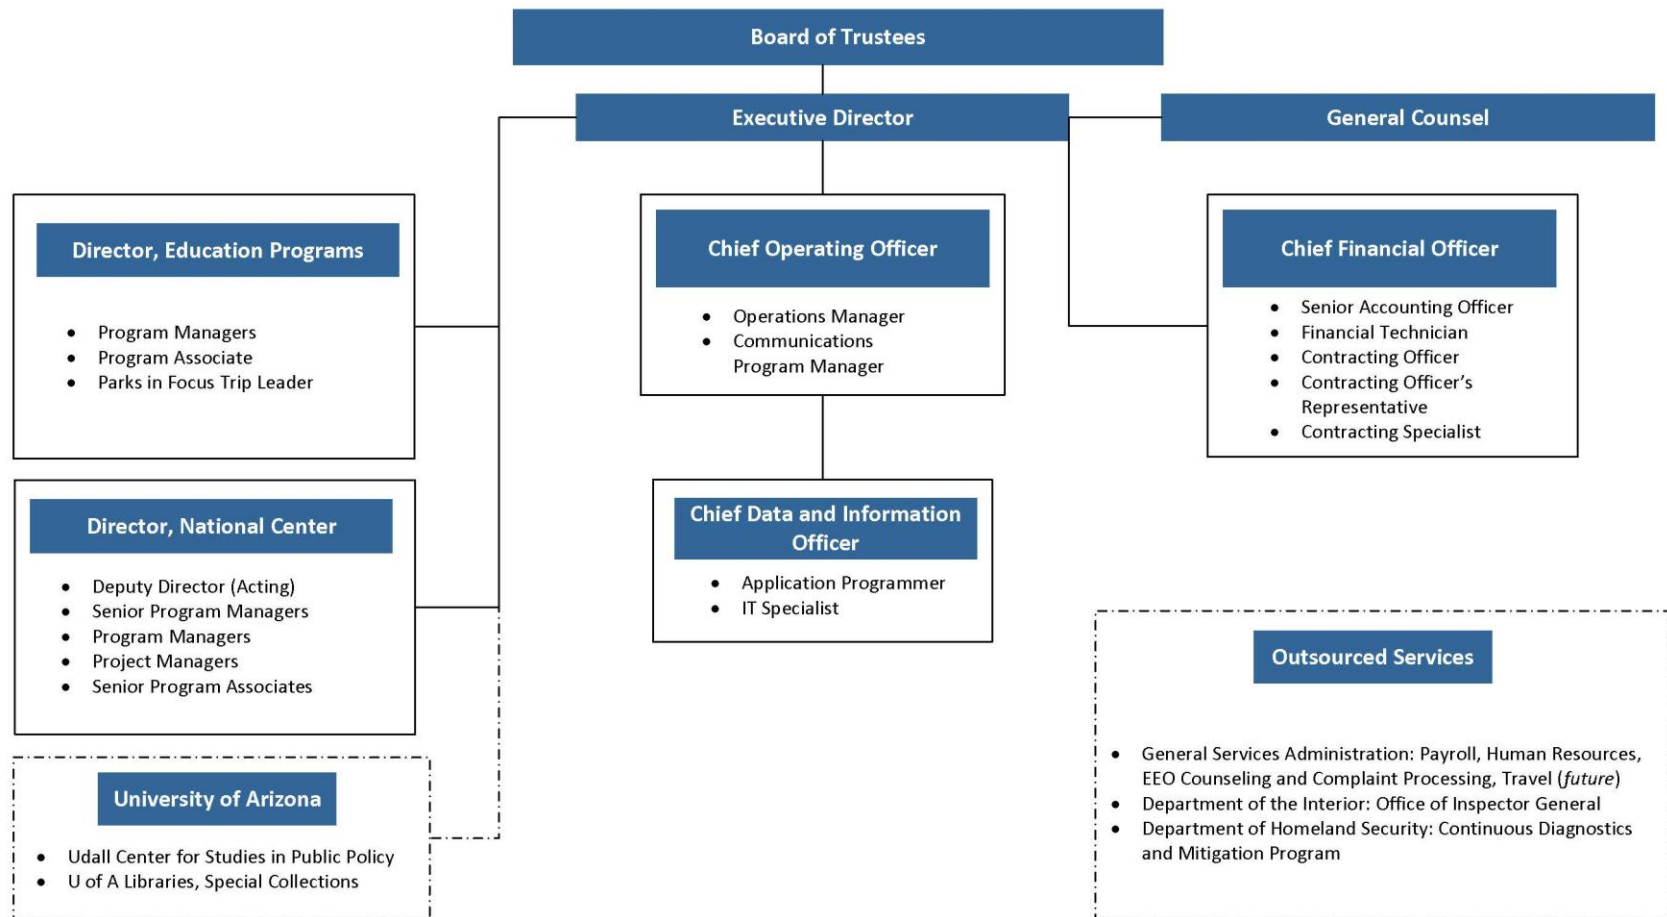 Board of Trustees
Executive Director
General Counsel
Director, Education Programs
● Program Managers
● Program Associate
● Parks in Focus Trip Leader
Chief Operating Officer
● Operations Manager
● Communications
Program Manager
Chief Financial Officer
● Senior Accounting Officer
● Financial Technician
● Contracting Officer
● Contracting Officer’s
Representative
● Contracting Specialist
Director, National Center
● Deputy Director (Acting)
● Senior Program Managers
● Program Managers
● Project Managers
● Senior Program Associates
Chief Data and Information
Officer
● Application Programmer
● IT Specialist
University of Arizona
● Udall Center for Studies in Public Policy
● U of A Libraries, Special Collections
Outsourced Services
● General Services Administration: Payroll, Human Resources,
EEO Counseling and Complaint Processing, Travel (future)
● Department of the Interior: Office of Inspector General
● Department of Homeland Security: Continuous Diagnostics
and Mitigation Program